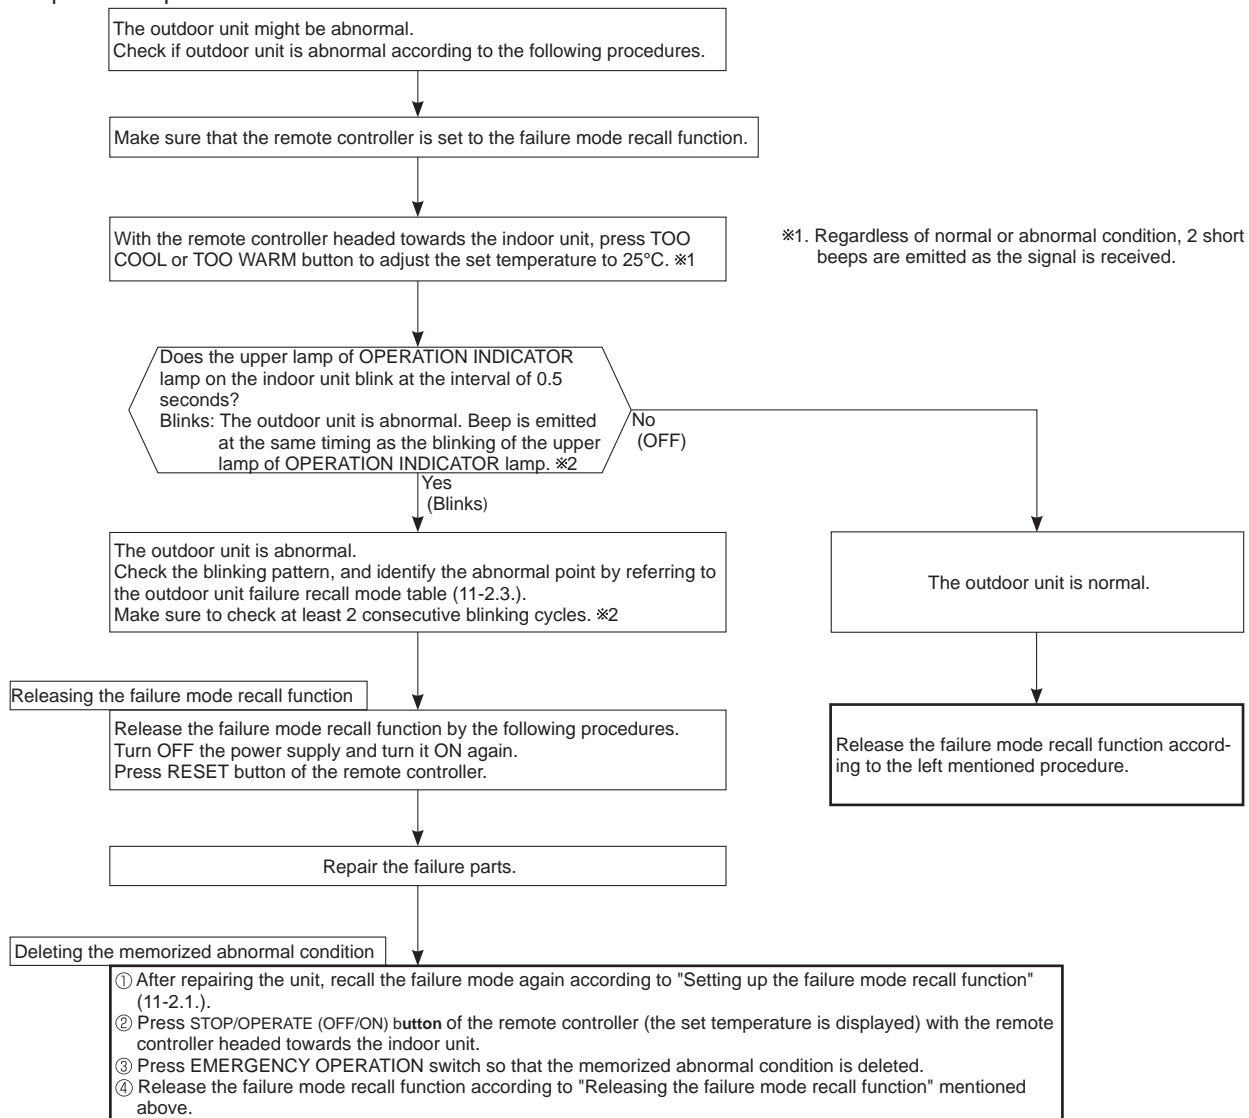 The outdoor unit might be abnormal.
Check if outdoor unit is abnormal according to the following procedures.
Make sure that the remote controller is set to the failure mode recall function.
With the remote controller headed towards the indoor unit, press TOO
COOL or TOO WARM button to adjust the set temperature to 25°C. ※1
※1. Regardless of normal or abnormal condition, 2 short
beeps are emitted as the signal is received.
Does the upper lamp of OPERATION INDICATOR
lamp on the indoor unit blink at the interval of 0.5
seconds?
Blinks: The outdoor unit is abnormal. Beep is emitted
at the same timing as the blinking of the upper
lamp of OPERATION INDICATOR lamp. ※2
No
(OFF)
Yes
(Blinks)
The outdoor unit is abnormal.
Check the blinking pattern, and identify the abnormal point by referring to
the outdoor unit failure recall mode table (11-2.3.).
Make sure to check at least 2 consecutive blinking cycles. ※2
The outdoor unit is normal.
Releasing the failure mode recall function
Release the failure mode recall function by the following procedures.
Turn OFF the power supply and turn it ON again.
Press RESET button of the remote controller.
Release the failure mode recall function accord-
ing to the left mentioned procedure.
Repair the failure parts.
Deleting the memorized abnormal condition
① After repairing the unit, recall the failure mode again according to "Setting up the failure mode recall function"
(11-2.1.).
② Press STOP/OPERATE (OFF/ON) button of the remote controller (the set temperature is displayed) with the remote
controller headed towards the indoor unit.
③ Press EMERGENCY OPERATION switch so that the memorized abnormal condition is deleted.
④ Release the failure mode recall function according to "Releasing the failure mode recall function" mentioned
above.